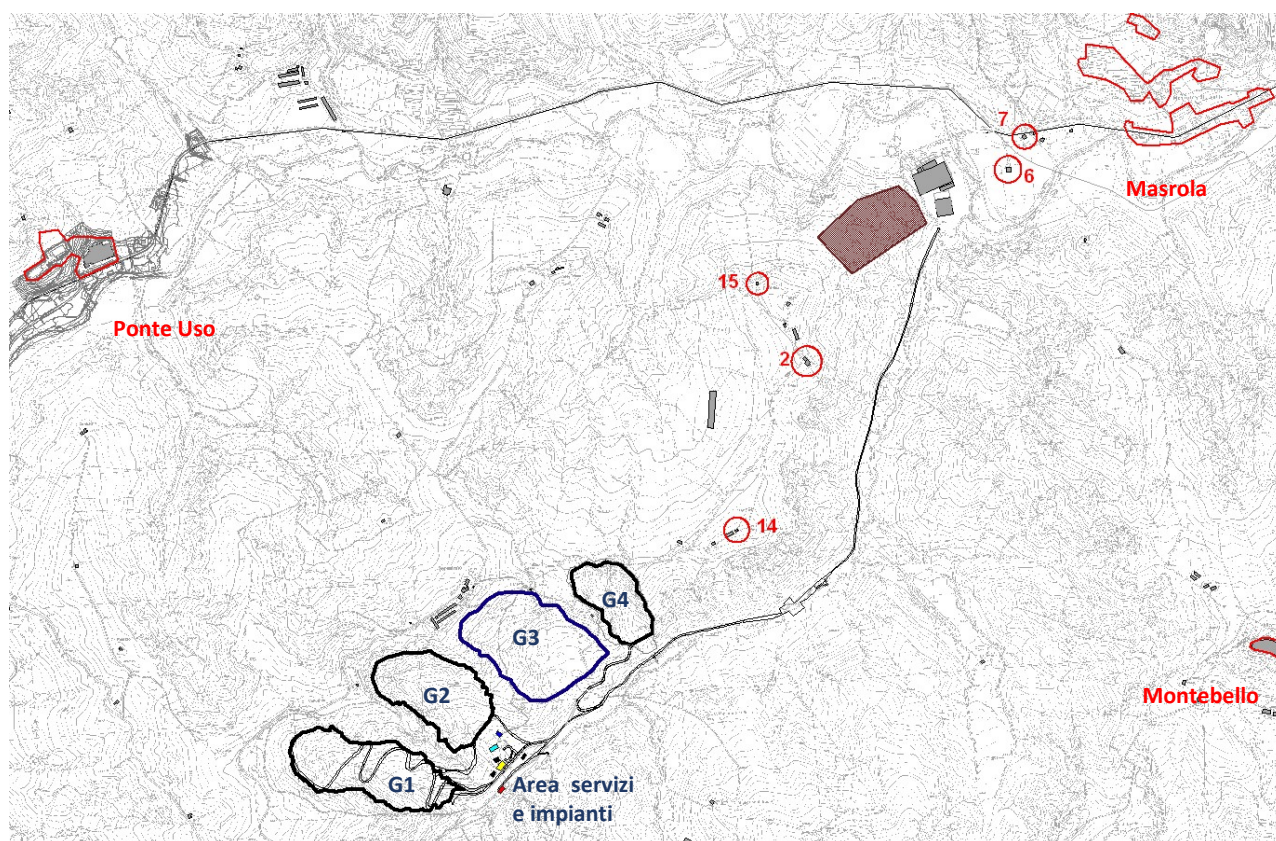 7
6
Masrola
15
Ponte Uso
2
14
G4
G3
G2
Montebello
G1
Area servizi
e impianti